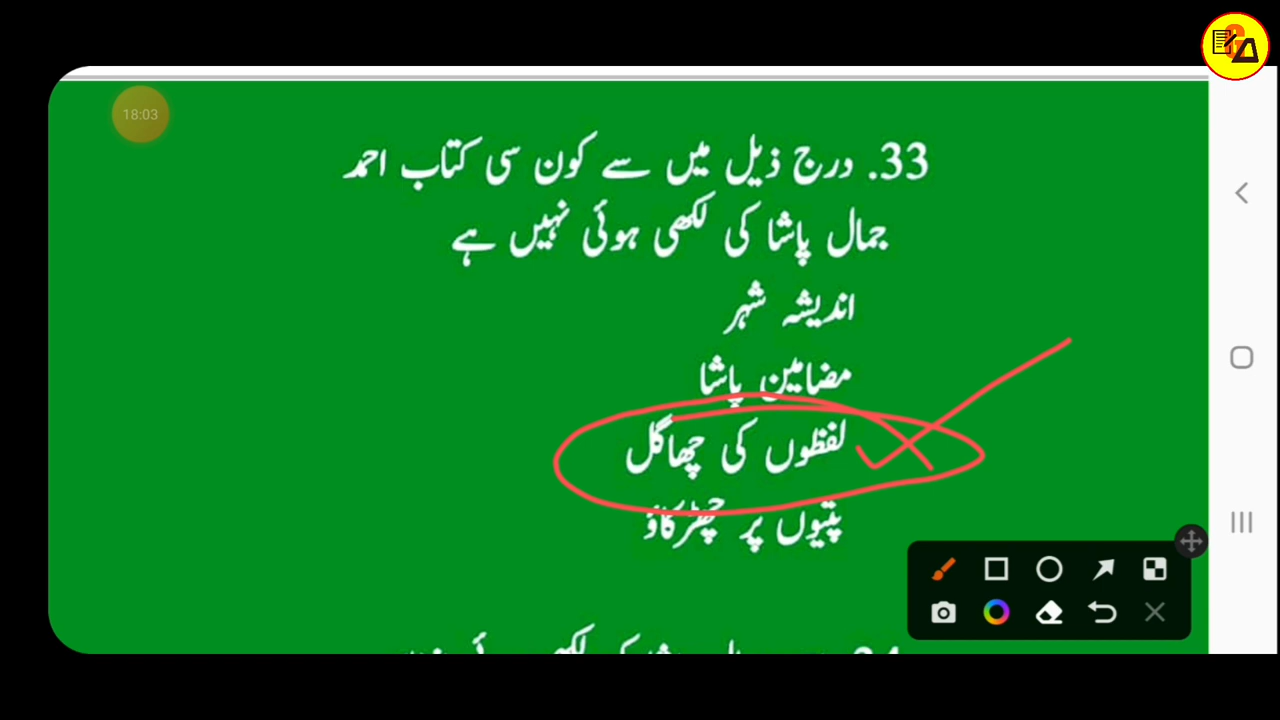 18:03
33. درج ذیل میں سے کون سی کتاب احمد
جمال پاشا کی لکھی ہوئی نہیں ہے
اندیشہ شہر
مضامین پاشا
لفظوں کی چھاگل
پتیوں پر چھڑکاؤ